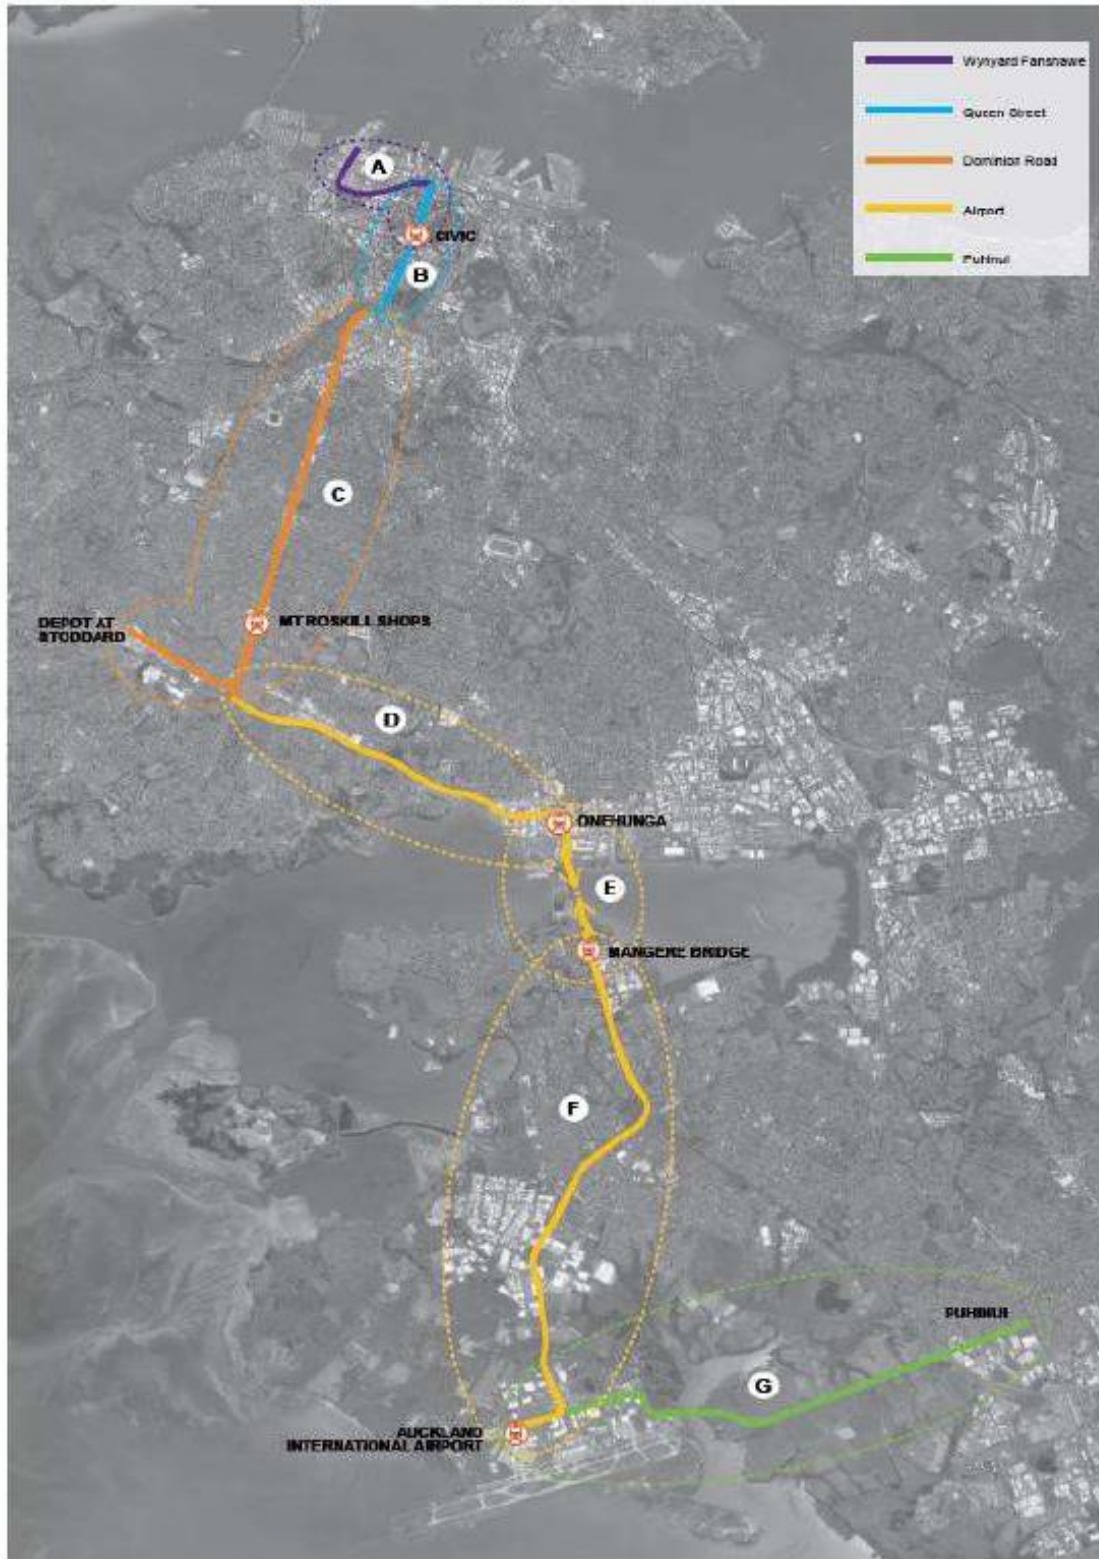 Wynyard Fanshawe
Queen Street
Dominion Road
Airport
Puhinui
A
CIVIC
B
C
DEPOT AT
STODDARD
MT ROSKILL SHOPS
D
ONEHUNGA
E
MANGERE BRIDGE
F
PUHINUI
G
AUCKLAND
INTERNATIONAL AIRPORT